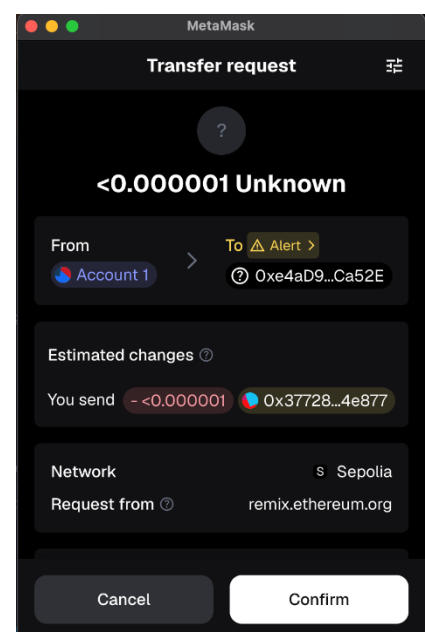 MetaMask
Transfer request
?
<0.000001 Unknown
From
To Alert >
Account 1 > 0xe4aD9...Ca52E
Estimated changes
You send - <0.000001 0x37728...4e877
Network S Sepolia
Request from remix.ethereum.org
Cancel Confirm